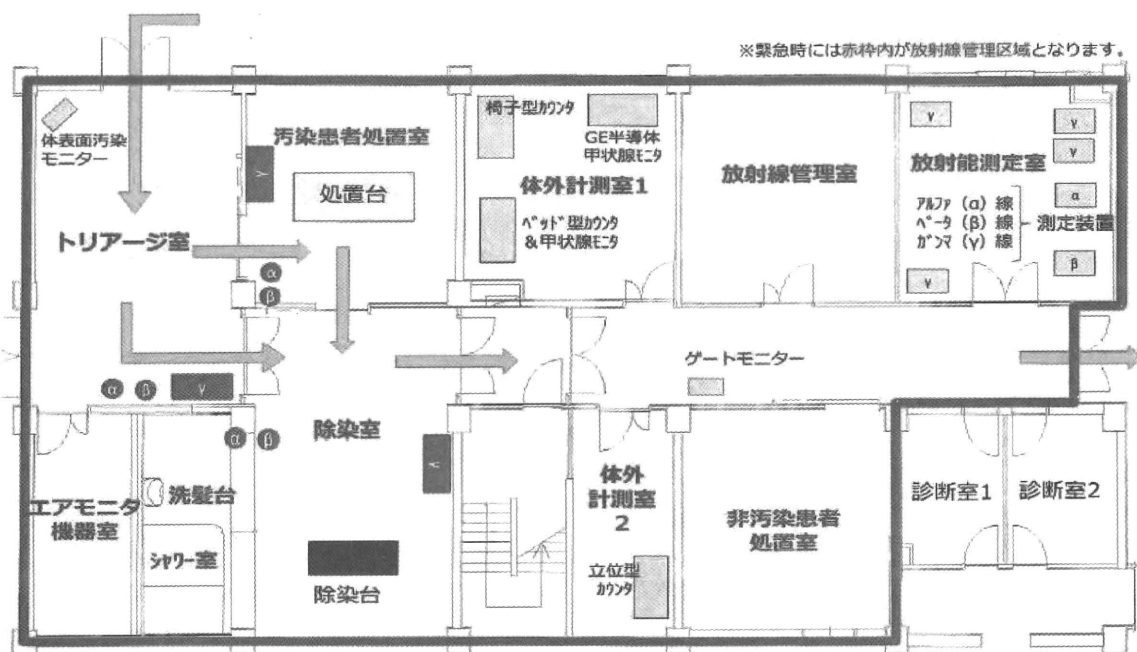 ※緊急時には赤枠内が放射線管理区域となります。
体表面汚染
モニター
トリアージ室
汚染患者処置室
γ
処置台
α
β
椅子型カウンタ
GE半導体
甲状腺モニタ
体外計測室1
ベッド型カウンタ
&甲状腺モニタ
放射線管理室
γ
γ
γ
放射能測定室
アルファ(α)線
ベータ(β)線
ガンマ(γ)線
測定装置
α
β
γ
ゲートモニター
α
β
γ
α
β
除染室
γ
エアモニタ
機器室
洗髪台
シャワー室
除染台
体外
計測室
2
立位型
カウンタ
非汚染患者
処置室
診断室1
診断室2